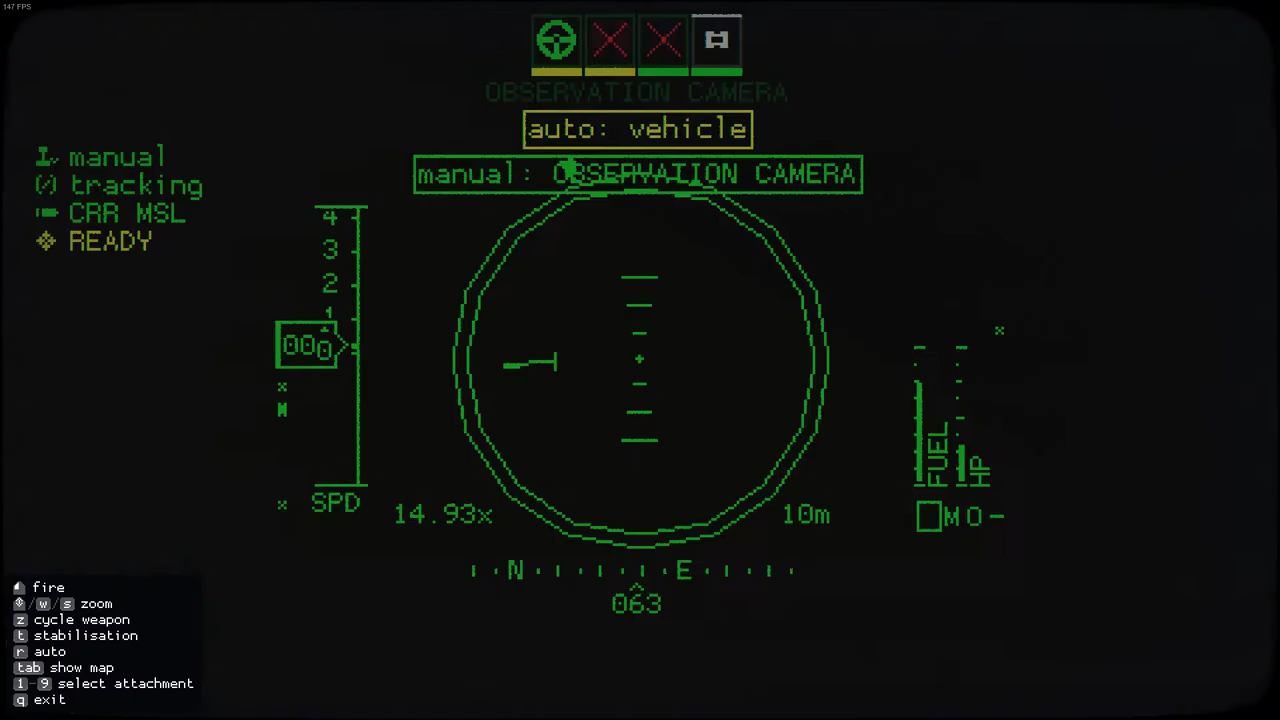 147 FPS
OBSERVATION CAMERA
auto: vehicle
manual: OBSERVATION CAMERA
manual
tracking
CRR MSL
READY
4
3
2
1
000
SPD
14.93x
10m
FUEL
HP
MO-
N E
063
fire
/w/s zoom
z cycle weapon
t stabilisation
r auto
tab show map
1-9 select attachment
q exit